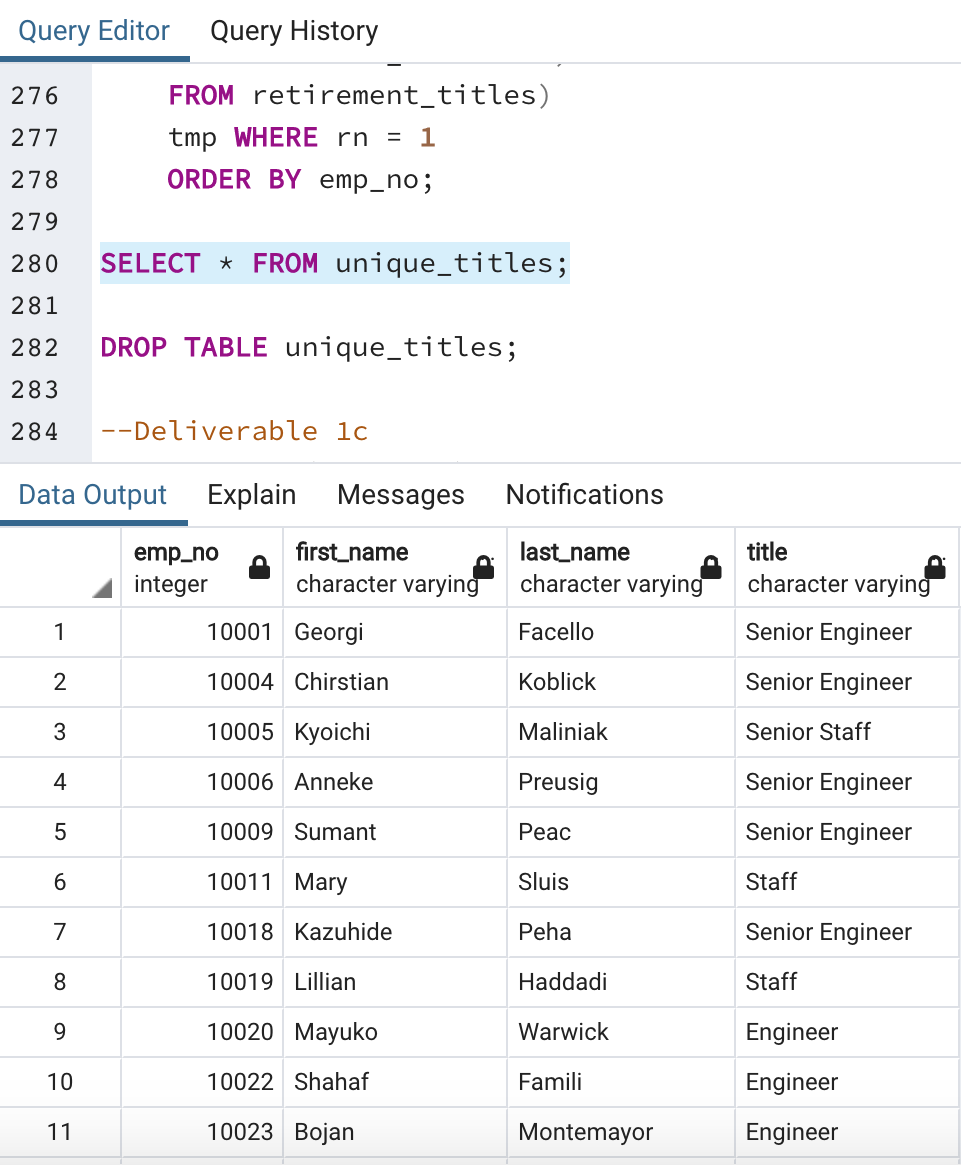 Query Editor Query History
276 FROM retirement_titles)
277 tmp WHERE rn = 1
278 ORDER BY emp_no;
279
280 SELECT * FROM unique_titles;
281
282 DROP TABLE unique_titles;
283
284 --Deliverable 1c
Data Output Explain Messages Notifications
emp_no first_name last_name title
integer character varying character varying character varying
1 10001 Georgi Facello Senior Engineer
2 10004 Chirstian Koblick Senior Engineer
3 10005 Kyoichi Maliniak Senior Staff
4 10006 Anneke Preusig Senior Engineer
5 10009 Sumant Peac Senior Engineer
6 10011 Mary Sluis Staff
7 10018 Kazuhide Peha Senior Engineer
8 10019 Lillian Haddadi Staff
9 10020 Mayuko Warwick Engineer
10 10022 Shahaf Famili Engineer
11 10023 Bojan Montemayor Engineer